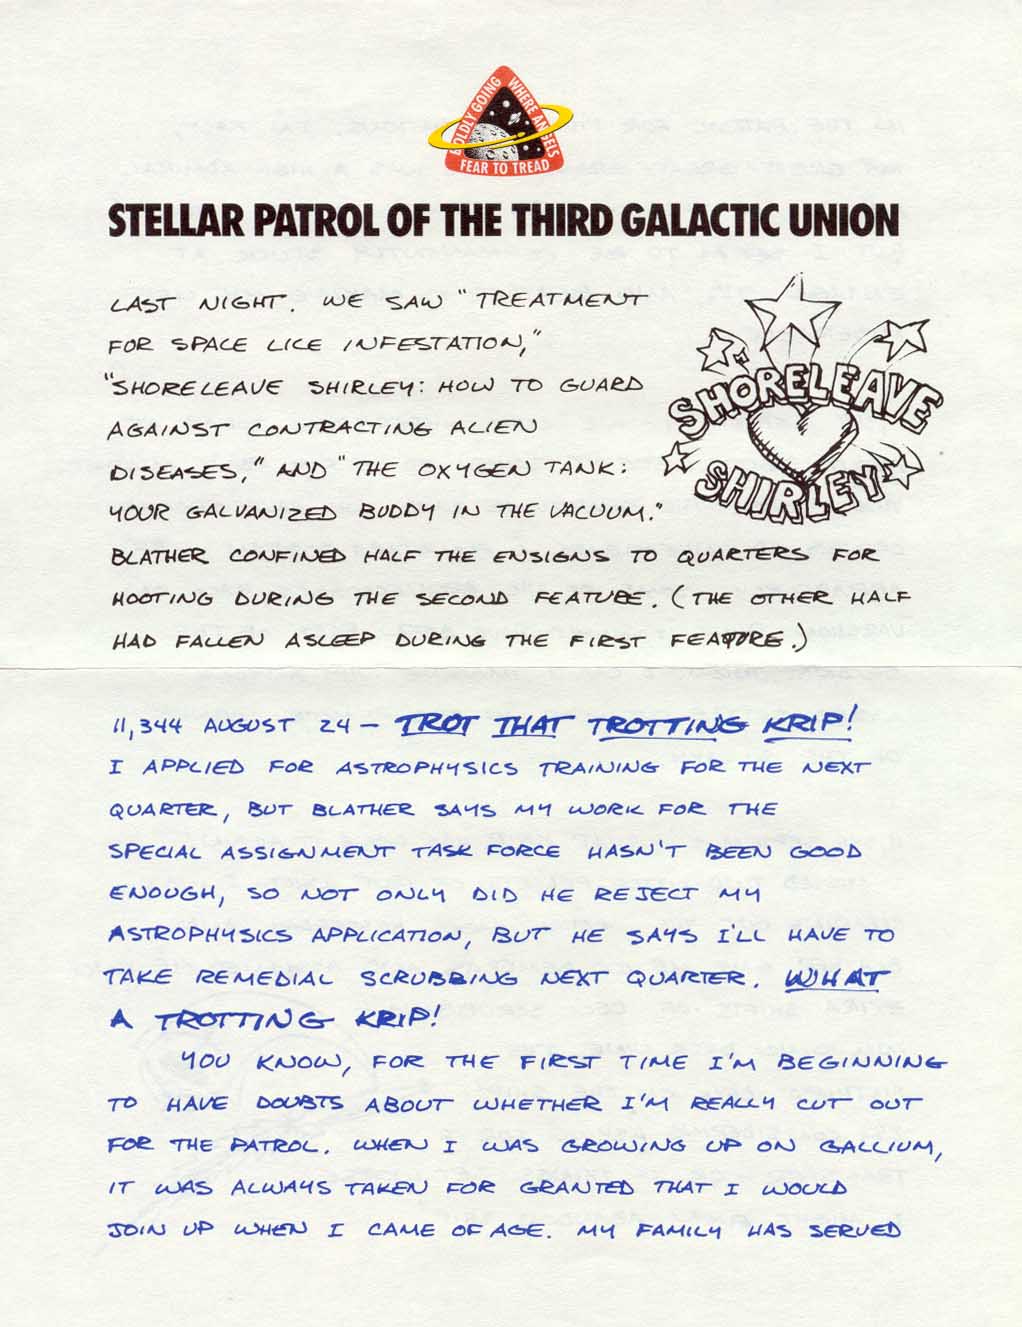 BOLDLY GOING WHERE ANGELS FEAR TO TREAD
STELLAR PATROL OF THE THIRD GALACTIC UNION
LAST NIGHT. WE SAW "TREATMENT
FOR SPACE LICE INFESTATION,"
"SHORELEAVE SHIRLEY: HOW TO GUARD
AGAINST CONTRACTING ALIEN
DISEASES," AND "THE OXYGEN TANK:
YOUR GALVANIZED BUDDY IN THE VACUUM."
SHORELEAVE
SHIRLEY
BLATHER CONFINED HALF THE ENSIGNS TO QUARTERS FOR
HOOTING DURING THE SECOND FEATURE. (THE OTHER HALF
HAD FALLEN ASLEEP DURING THE FIRST FEATURE.)
11,344 AUGUST 24 - TROT THAT TROTTING KRIP!
I APPLIED FOR ASTROPHYSICS TRAINING FOR THE NEXT
QUARTER, BUT BLATHER SAYS MY WORK FOR THE
SPECIAL ASSIGNMENT TASK FORCE HASN'T BEEN GOOD
ENOUGH, SO NOT ONLY DID HE REJECT MY
ASTROPHYSICS APPLICATION, BUT HE SAYS I'LL HAVE TO
TAKE REMEDIAL SCRUBBING NEXT QUARTER. WHAT
A TROTTING KRIP!
YOU KNOW, FOR THE FIRST TIME I'M BEGINNING
TO HAVE DOUBTS ABOUT WHETHER I'M REALLY CUT OUT
FOR THE PATROL. WHEN I WAS GROWING UP ON GALLIUM,
IT WAS ALWAYS TAKEN FOR GRANTED THAT I WOULD
JOIN UP WHEN I CAME OF AGE. MY FAMILY HAS SERVED